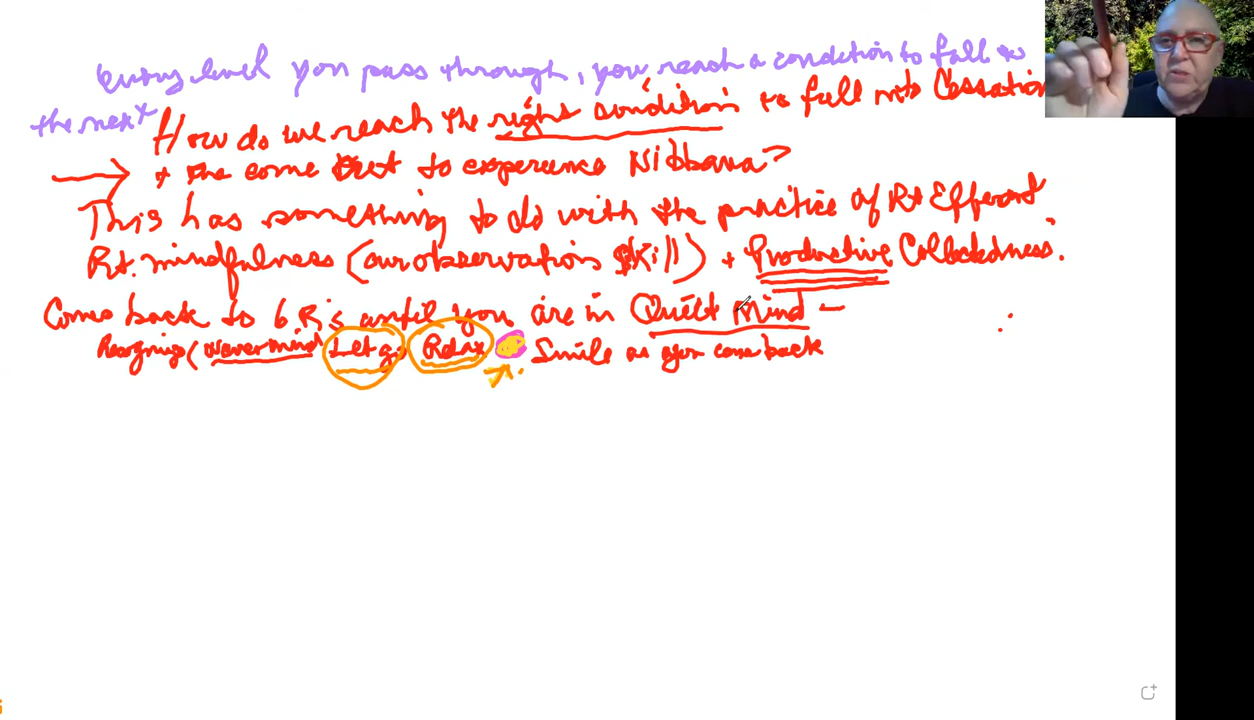 Every level you pass through, you reach a condition to fall to
the next
How do we reach the right condition to fall into Cessation
→ + the come out to experience Nibbana?
This has something to do with the practice of Rt Effort
Rt. mindfulness (our observation skill) + Productive Collectedness.
Come back to 6 R's until you are in Quiet Mind -
Recognize (Never mind Let go Relax Smile as you come back